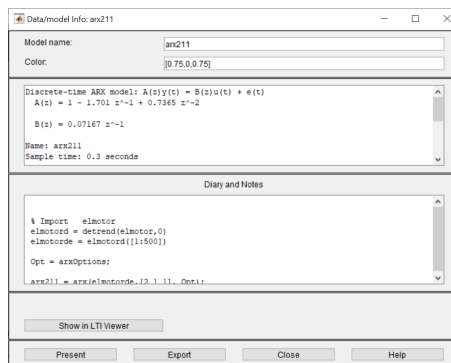 Data/model Info: arx211
Model name:
arx211
Color:
[0.75,0,0.75]
Discrete-time ARX model: A(z)y(t) = B(z)u(t) + e(t)
A(z) = 1 - 1.701 z^-1 + 0.7365 z^-2
B(z) = 0.07167 z^-1
Name: arx211
Sample time: 0.3 seconds
Diary and Notes
% Import elmotor
elmotord = detrend(elmotor,0)
elmotorde = elmotord([1:500])
Opt = arxOptions;
arx211 = arx(elmotorde,[2 1 1], Opt);
Show in LTI Viewer
Present
Export
Close
Help